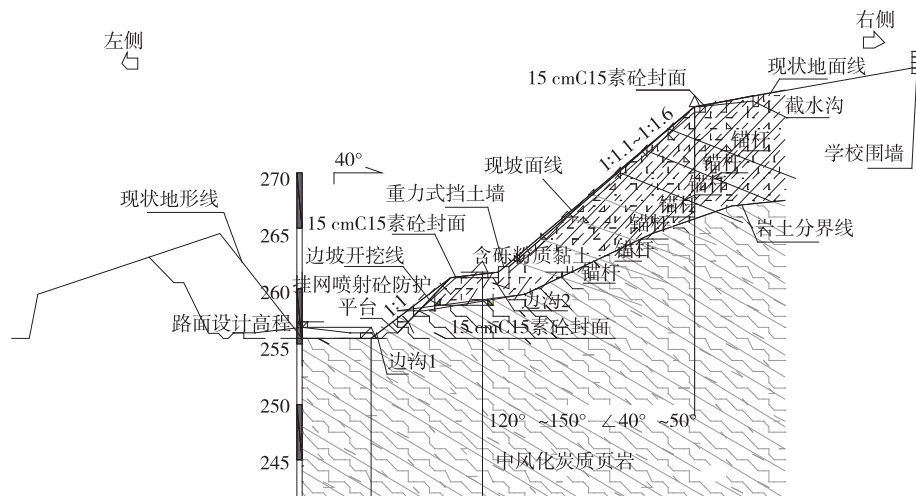 左侧
右侧
15 cmC15素砼封面
现状地面线
截水沟
1:1.1~1:1.6
锚杆
学校围墙
40°
现坡面线
锚杆
270
重力式挡土墙
锚杆
现状地形线
15 cmC15素砼封面
锚杆
265
锚杆
岩土分界线
边坡开挖线
含砾粉质黏土
锚杆
挂网喷射砼防护
锚杆
260
平台
1:1
边沟2
路面设计高程
15 cmC15素砼封面
255
边沟1
250
120° ~150° ∠40° ~50°
245
中风化炭质页岩